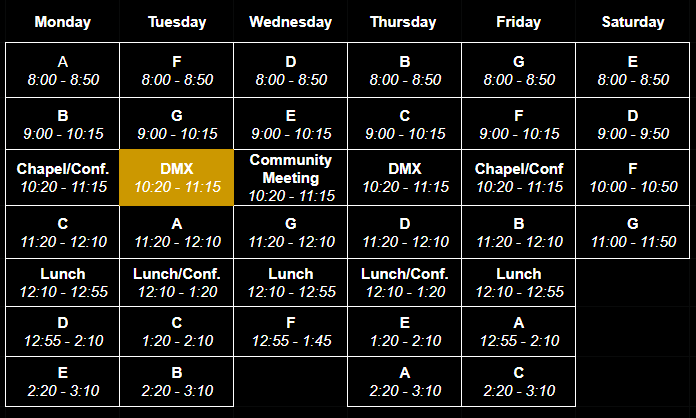 Monday Tuesday Wednesday Thursday Friday Saturday
A F D B G E
8:00 - 8:50 8:00 - 8:50 8:00 - 8:50 8:00 - 8:50 8:00 - 8:50 8:00 - 8:50
B G E C F D
9:00 - 10:15 9:00 - 10:15 9:00 - 10:15 9:00 - 10:15 9:00 - 10:15 9:00 - 9:50
Chapel/Conf. DMX Community Meeting DMX Chapel/Conf F
10:20 - 11:15 10:20 - 11:15 10:20 - 11:15 10:20 - 11:15 10:20 - 11:15 10:00 - 10:50
C A G D B G
11:20 - 12:10 11:20 - 12:10 11:20 - 12:10 11:20 - 12:10 11:20 - 12:10 11:00 - 11:50
Lunch Lunch/Conf. Lunch Lunch/Conf. Lunch
12:10 - 12:55 12:10 - 1:20 12:10 - 12:55 12:10 - 1:20 12:10 - 12:55
D C F E A
12:55 - 2:10 1:20 - 2:10 12:55 - 1:45 1:20 - 2:10 12:55 - 2:10
E B A C
2:20 - 3:10 2:20 - 3:10 2:20 - 3:10 2:20 - 3:10